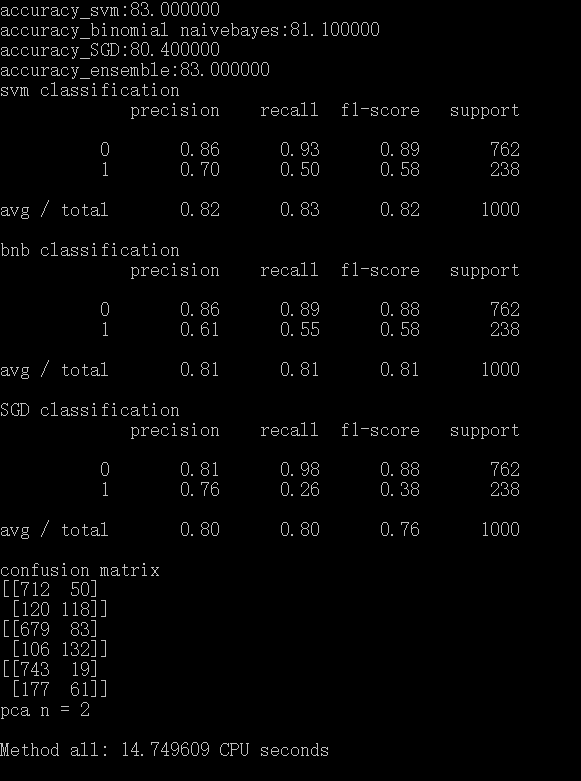 accuracy_svm:83.000000
accuracy_binomial naivebayes:81.100000
accuracy_SGD:80.400000
accuracy_ensemble:83.000000
svm classification
precision recall f1-score support
0 0.86 0.93 0.89 762
1 0.70 0.50 0.58 238
avg / total 0.82 0.83 0.82 1000
bnb classification
precision recall f1-score support
0 0.86 0.89 0.88 762
1 0.61 0.55 0.58 238
avg / total 0.81 0.81 0.81 1000
SGD classification
precision recall f1-score support
0 0.81 0.98 0.88 762
1 0.76 0.26 0.38 238
avg / total 0.80 0.80 0.76 1000
confusion matrix
[[712 50]
[120 118]]
[[679 83]
[106 132]]
[[743 19]
[177 61]]
pca n = 2
Method all: 14.749609 CPU seconds